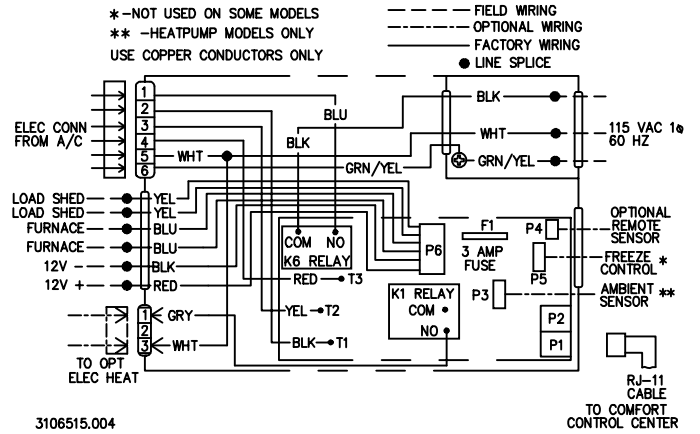 *-NOT USED ON SOME MODELS
** -HEATPUMP MODELS ONLY
USE COPPER CONDUCTORS ONLY
FIELD WIRING
OPTIONAL WIRING
FACTORY WIRING
LINE SPLICE
ELEC CONN
FROM A/C
1
2
3
4
5
6
WHT
BLU
BLK
GRN/YEL
BLK
WHT
GRN/YEL
115 VAC 1ø
60 HZ
LOAD SHED
YEL
LOAD SHED
YEL
FURNACE
BLU
FURNACE
BLU
12V -
BLK
12V +
RED
COM NO
K6 RELAY
P6
F1
3 AMP
FUSE
P4
P5
OPTIONAL
REMOTE
SENSOR
FREEZE
CONTROL *
AMBIENT
SENSOR **
RED
T3
YEL
T2
BLK
T1
K1 RELAY
COM
NO
P3
P2
P1
1
2
3
GRY
WHT
TO OPT
ELEC HEAT
RJ-11
CABLE
TO COMFORT
CONTROL CENTER
3106515.004